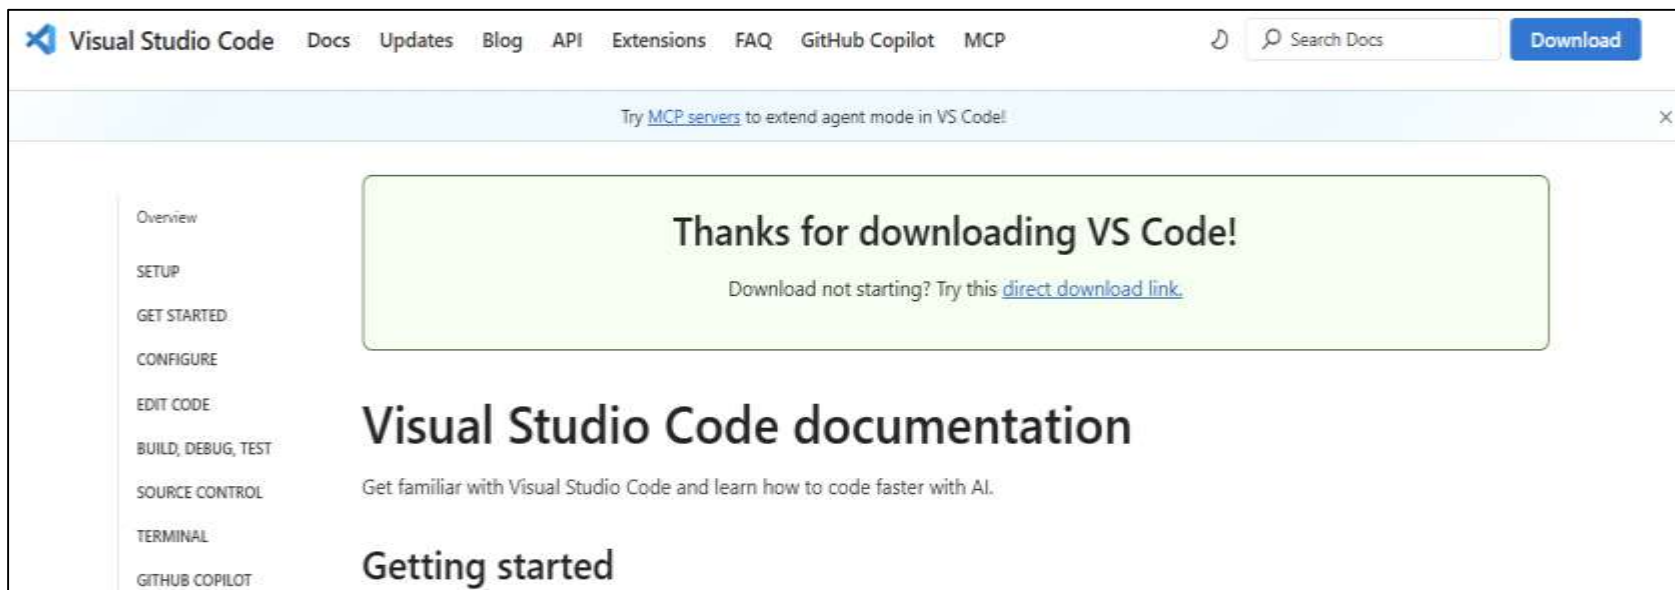 Visual Studio Code Docs Updates Blog API Extensions FAQ GitHub Copilot MCP Search Docs Download
Try MCP servers to extend agent mode in VS Code!
Overview
SETUP
GET STARTED
CONFIGURE
EDIT CODE
BUILD, DEBUG, TEST
SOURCE CONTROL
TERMINAL
GITHUB COPILOT
Thanks for downloading VS Code!
Download not starting? Try this direct download link.
Visual Studio Code documentation
Get familiar with Visual Studio Code and learn how to code faster with AI.
Getting started